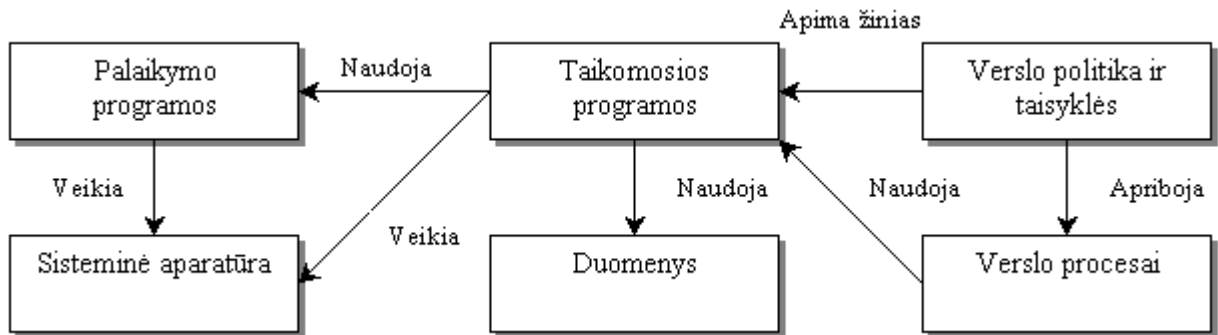 Apima žinias
Palaikymo
programos
Naudoja
Taikomosios
programos
Verslo politika ir
taisyklės
Veikia
Veikia
Naudoja
Naudoja
Apriboja
Sisteminė aparatūra
Duomenys
Verslo procesai